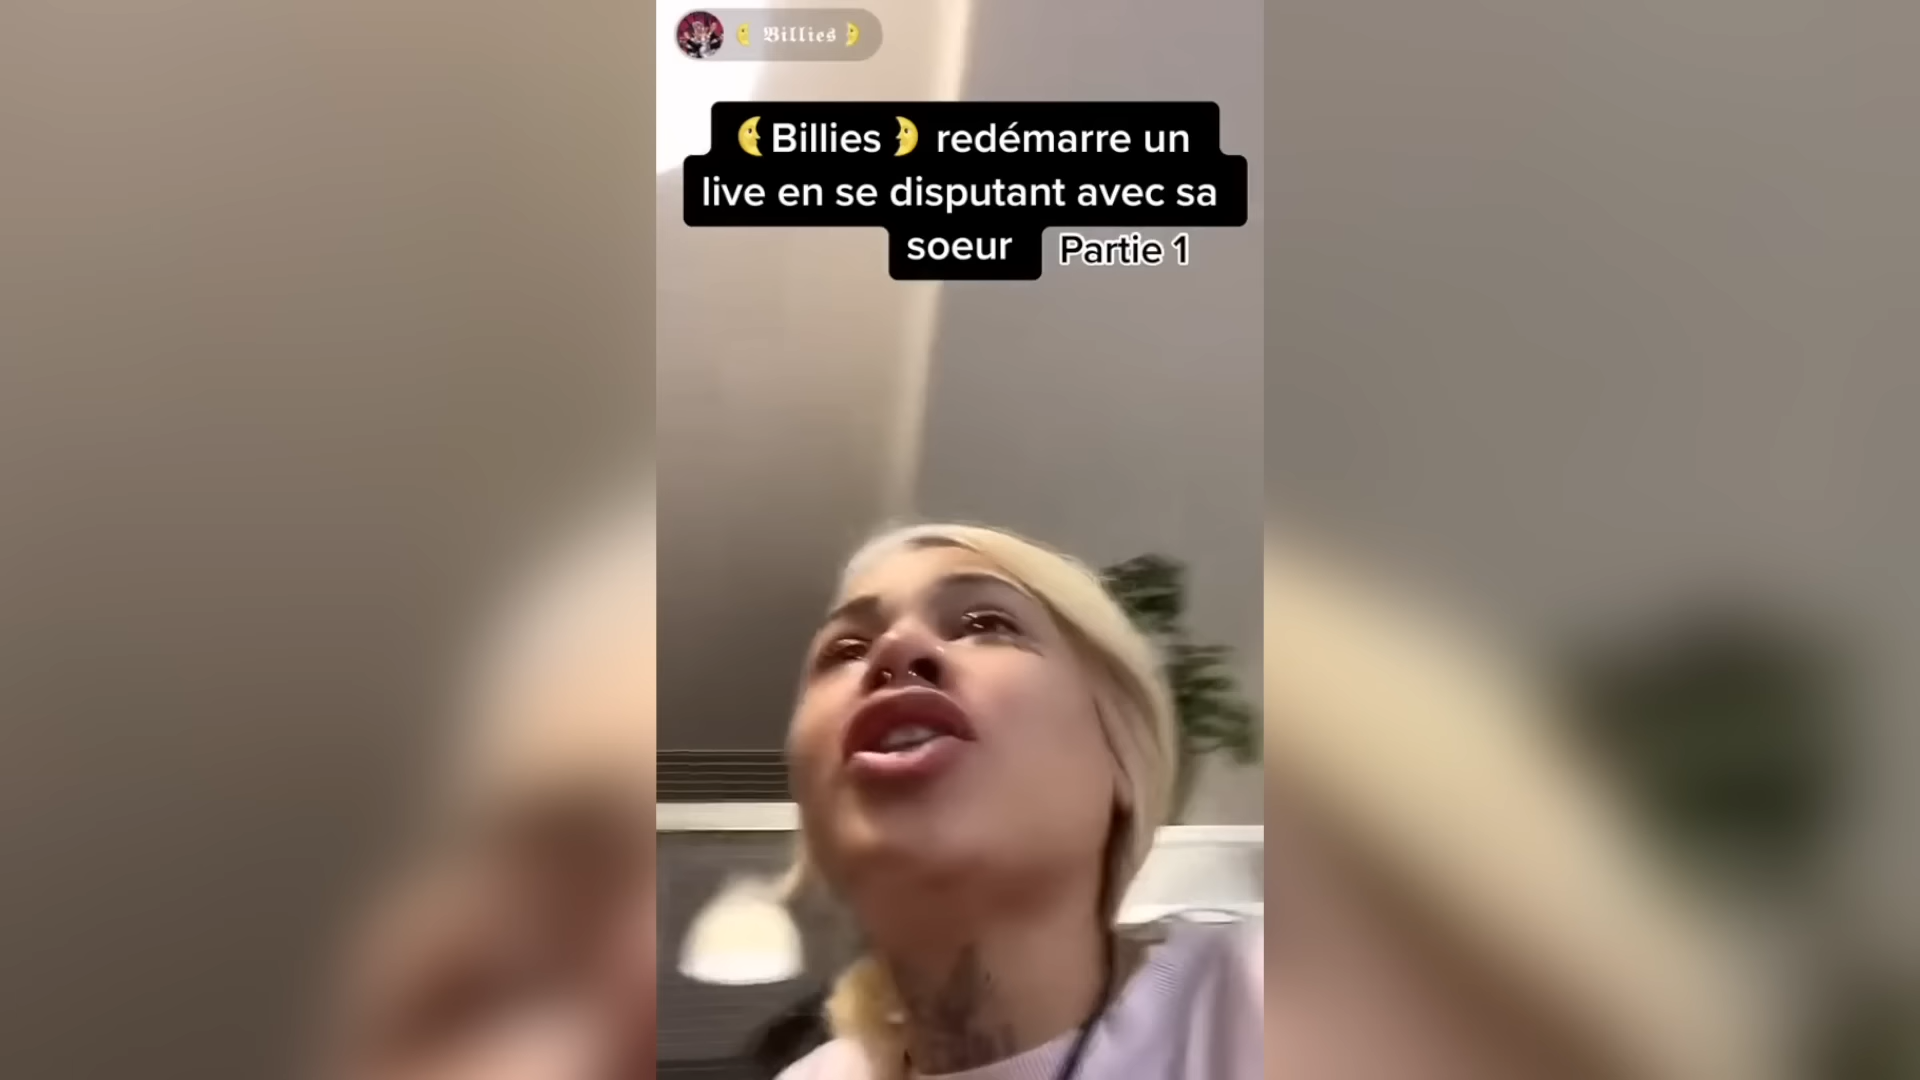 🌜 𝕭𝖎𝖑𝖑𝖎𝖊𝖘 🌛
🌜Billies🌛 redémarre un
live en se disputant avec sa
soeur Partie 1